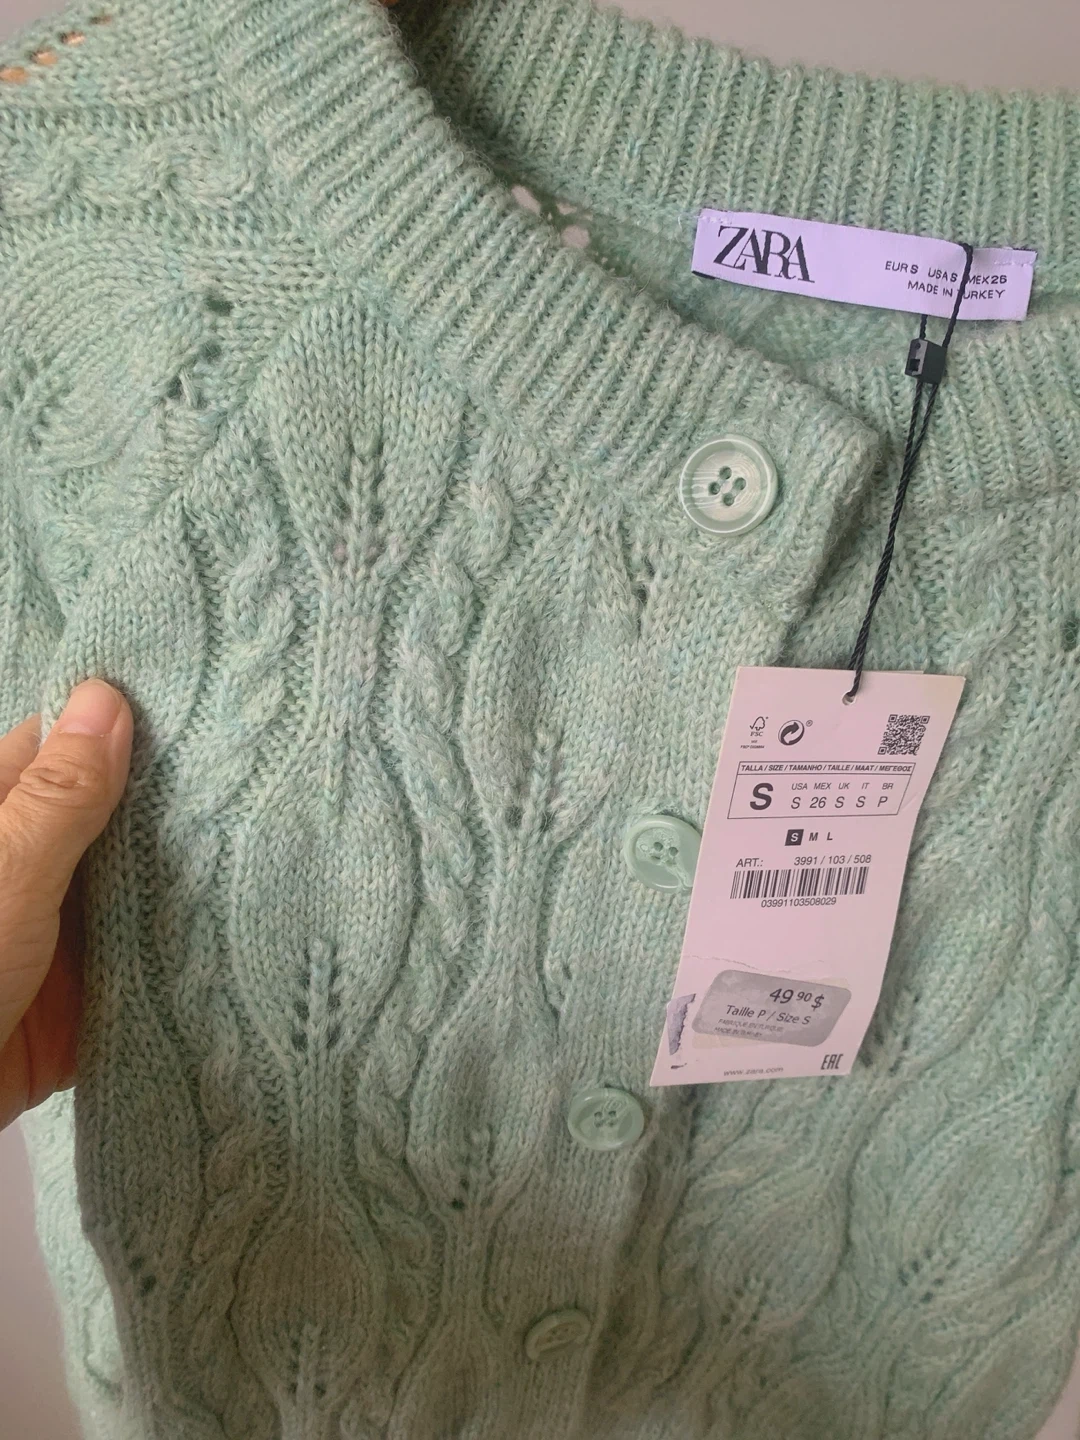 ZARA
EUR S USA S MEX 26
MADE IN TURKEY
FSC
TALLA / SIZE / TAMANHO / TAILLE / MAAT / ΜΕΓΕΘΟΣ
S
USA MEX UK IT BR
S 26 S S P
S M L
ART.: 3991 / 103 / 508
03991103508029
49 90 $
Taille P / Size S
www.zara.com
EAC